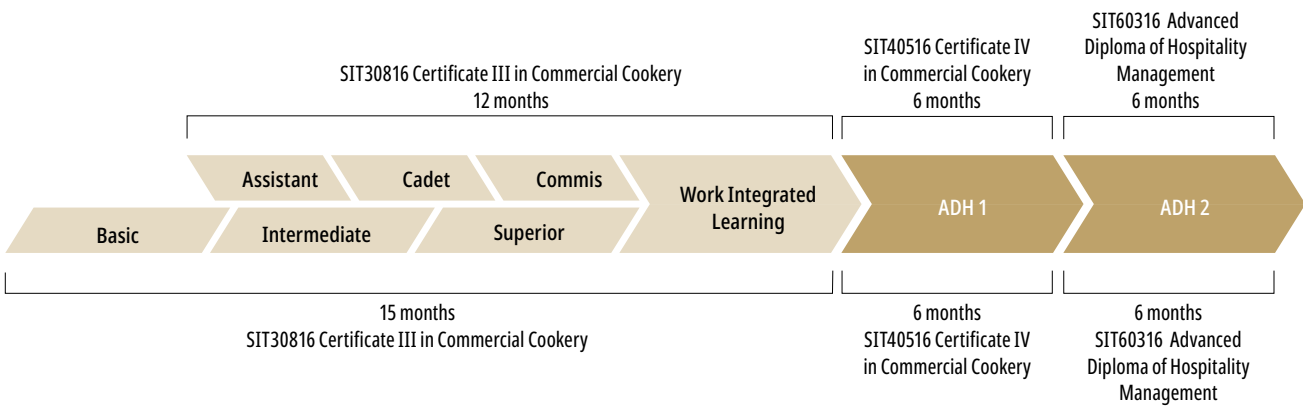 SIT30816 Certificate III in Commercial Cookery
12 months
SIT40516 Certificate IV
in Commercial Cookery
6 months
SIT60316 Advanced
Diploma of Hospitality
Management
6 months
Assistant
Cadet
Commis
Work Integrated
Learning
ADH 1
ADH 2
Basic
Intermediate
Superior
15 months
SIT30816 Certificate III in Commercial Cookery
6 months
SIT40516 Certificate IV
in Commercial Cookery
6 months
SIT60316 Advanced
Diploma of Hospitality
Management